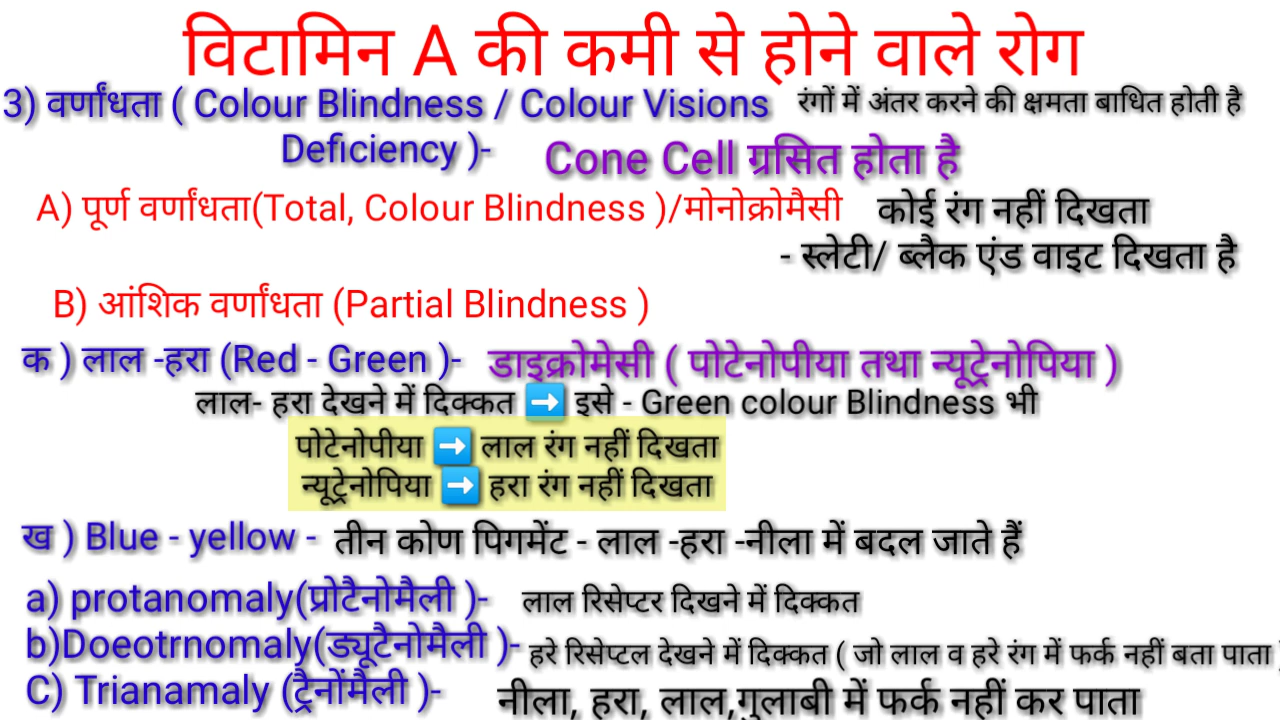 विटामिन A की कमी से होने वाले रोग
3) वर्णांधता ( Colour Blindness / Colour Visions Deficiency )- रंगों में अंतर करने की क्षमता बाधित होती है
Cone Cell ग्रसित होता है
A) पूर्ण वर्णांधता(Total, Colour Blindness )/मोनोक्रोमैसी कोई रंग नहीं दिखता
- स्लेटी/ ब्लैक एंड वाइट दिखता है
B) आंशिक वर्णांधता (Partial Blindness )
क ) लाल -हरा (Red - Green )- डाइक्रोमेसी ( पोटेनोपीया तथा न्यूट्रेनोपिया )
लाल- हरा देखने में दिक्कत ➡️ इसे - Green colour Blindness भी
पोटेनोपीया ➡️ लाल रंग नहीं दिखता
न्यूट्रेनोपिया ➡️ हरा रंग नहीं दिखता
ख ) Blue - yellow - तीन कोण पिगमेंट - लाल -हरा -नीला में बदल जाते हैं
a) protanomaly(प्रोटैनोमैली )- लाल रिसेप्टर दिखने में दिक्कत
b)Doeotrnomaly(ड्यूटैनोमैली )- हरे रिसेप्टल देखने में दिक्कत ( जो लाल व हरे रंग में फर्क नहीं बता पाता )
C) Trianamaly (ट्रैनोंमैली )- नीला, हरा, लाल,गुलाबी में फर्क नहीं कर पाता